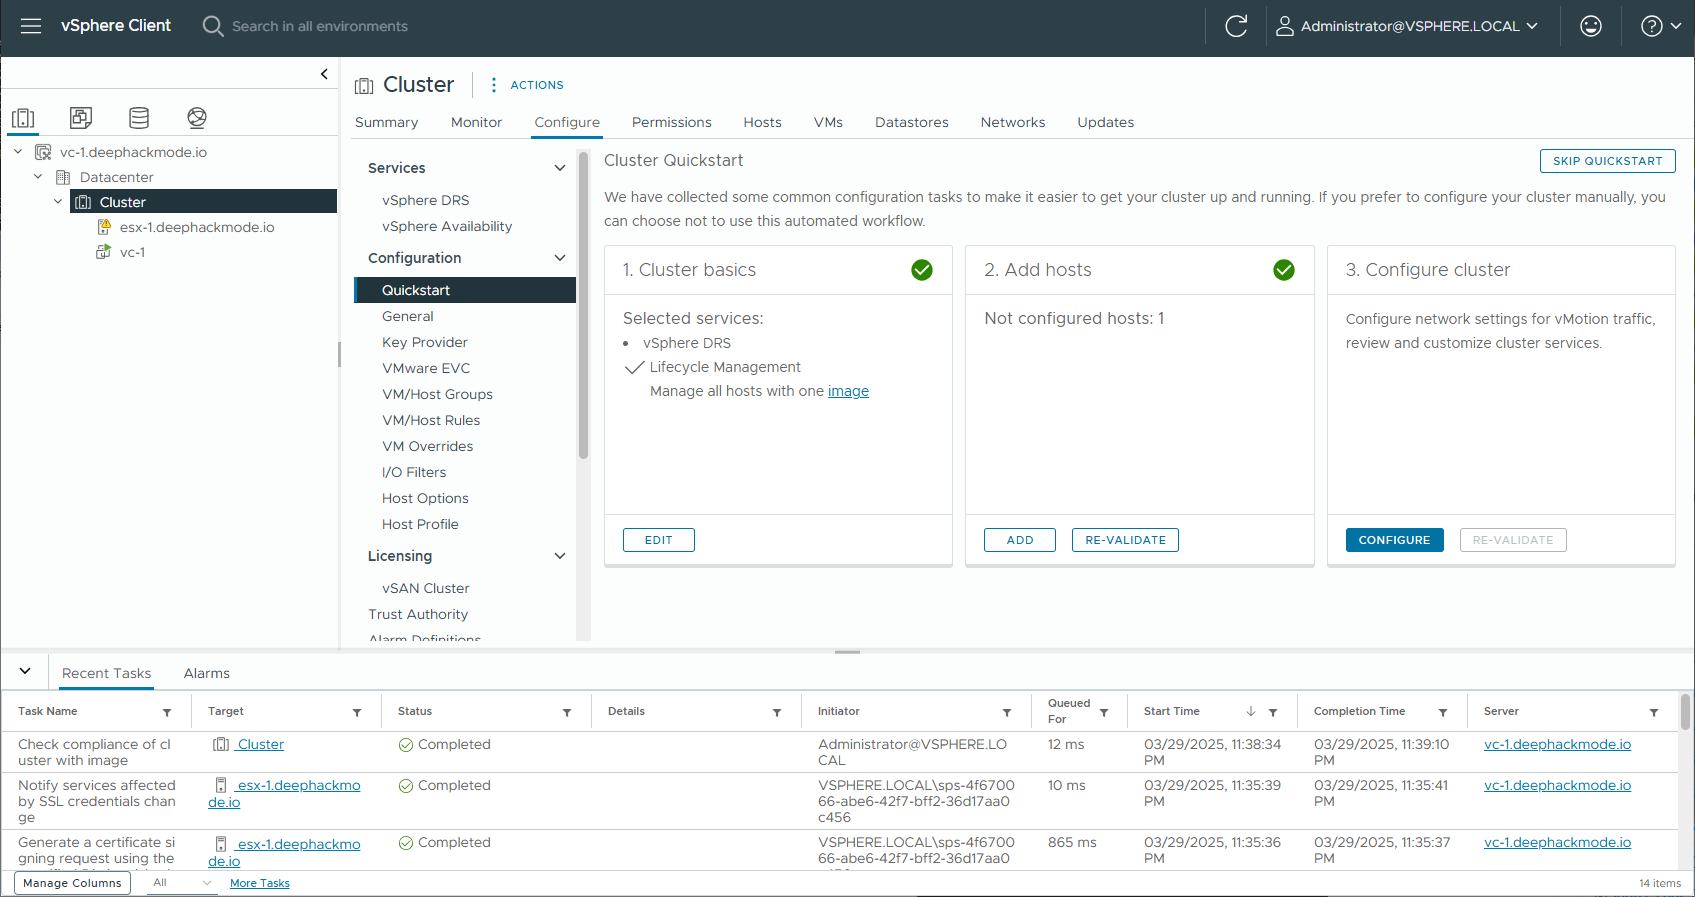 vSphere Client
Search in all environments
Administrator@VSPHERE.LOCAL
vc-1.deephackmode.io
Datacenter
Cluster
esx-1.deephackmode.io
vc-1
Cluster
ACTIONS
Summary
Monitor
Configure
Permissions
Hosts
VMs
Datastores
Networks
Updates
Services
vSphere DRS
vSphere Availability
Configuration
Quickstart
General
Key Provider
VMware EVC
VM/Host Groups
VM/Host Rules
VM Overrides
I/O Filters
Host Options
Host Profile
Licensing
vSAN Cluster
Trust Authority
Alarm Definitions
Cluster Quickstart
SKIP QUICKSTART
We have collected some common configuration tasks to make it easier to get your cluster up and running. If you prefer to configure your cluster manually, you
can choose not to use this automated workflow.
1. Cluster basics
Selected services:
• vSphere DRS
Lifecycle Management
Manage all hosts with one image
EDIT
2. Add hosts
Not configured hosts: 1
ADD
RE-VALIDATE
3. Configure cluster
Configure network settings for vMotion traffic,
review and customize cluster services.
CONFIGURE
RE-VALIDATE
Recent Tasks
Alarms
Task Name
Target
Status
Details
Initiator
Queued
For
Start Time
Completion Time
Server
Check compliance of cl
uster with image
Cluster
Completed
Administrator@VSPHERE.LO
CAL
12 ms
03/29/2025, 11:38:34
PM
03/29/2025, 11:39:10
PM
vc-1.deephackmode.io
Notify services affected
by SSL credentials chan
ge
esx-1.deephackmo
de.io
Completed
VSPHERE.LOCAL\sps-4f6700
66-abe6-42f7-bff2-36d17aa0
c456
10 ms
03/29/2025, 11:35:39
PM
03/29/2025, 11:35:41
PM
vc-1.deephackmode.io
Generate a certificate si
gning request using the
esx-1.deephackmo
de.io
Completed
VSPHERE.LOCAL\sps-4f6700
66-abe6-42f7-bff2-36d17aa0
865 ms
03/29/2025, 11:35:36
PM
03/29/2025, 11:35:37
PM
vc-1.deephackmode.io
Manage Columns
All
More Tasks
14 items